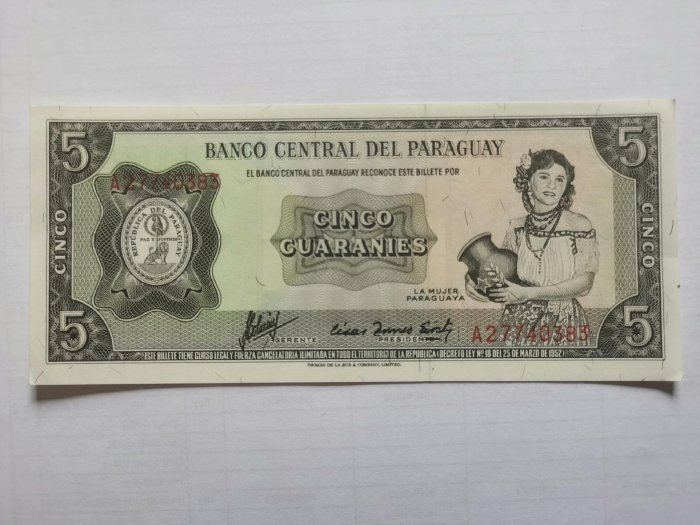 5
5
BANCO CENTRAL DEL PARAGUAY
EL BANCO CENTRAL DEL PARAGUAY RECONOCE ESTE BILLETE POR
A27740383
CINCO
REPÚBLICA DEL PARAGUAY
PAZ Y JUSTICIA
CINCO
GUARANIES
CINCO
LA MUJER
PARAGUAYA
A27740383
GERENTE
PRESIDENTE
5
5
ESTE BILLETE TIENE CURSO LEGAL Y FUERZA CANCELATORIA ILIMITADA EN TODO EL TERRITORIO DE LA REPUBLICA (DECRETO LEY Nº 18 DEL 25 DE MARZO DE 1952)
THOMAS DE LA RUE & COMPANY, LIMITED.